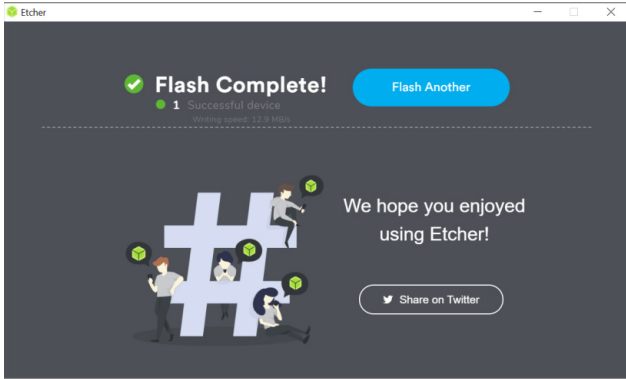 Etcher
Flash Complete!
1 Successful device
Writing speed: 12.9 MB/s
Flash Another
We hope you enjoyed
using Etcher!
Share on Twitter